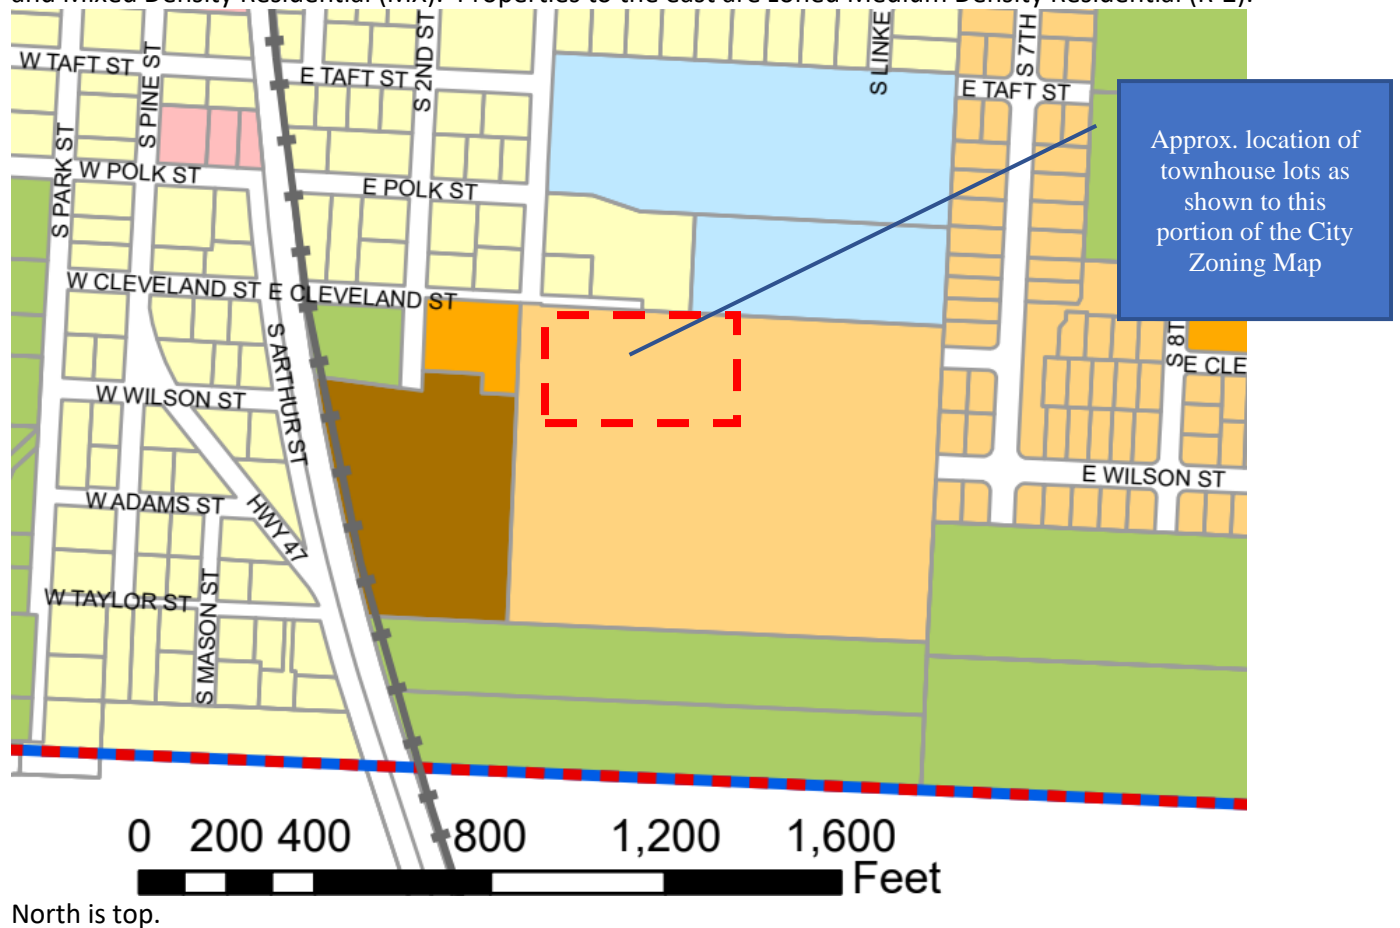 and Mixed Density Residential (MX). Properties to the east are zoned Medium Density Residential (R-2).
W TAFT ST
S PINE ST
E TAFT ST
S 2ND ST
S LINKE
S 7TH
E TAFT ST
Approx. location of
townhouse lots as
shown to this
portion of the City
Zoning Map
S PARK ST
W POLK ST
E POLK ST
W CLEVELAND ST
E CLEVELAND ST
S ARTHUR ST
S 8T
E CLE
W WILSON ST
E WILSON ST
W ADAMS ST
HWY 47
W TAYLOR ST
S MASON ST
0 200 400 800 1,200 1,600
Feet
North is top.